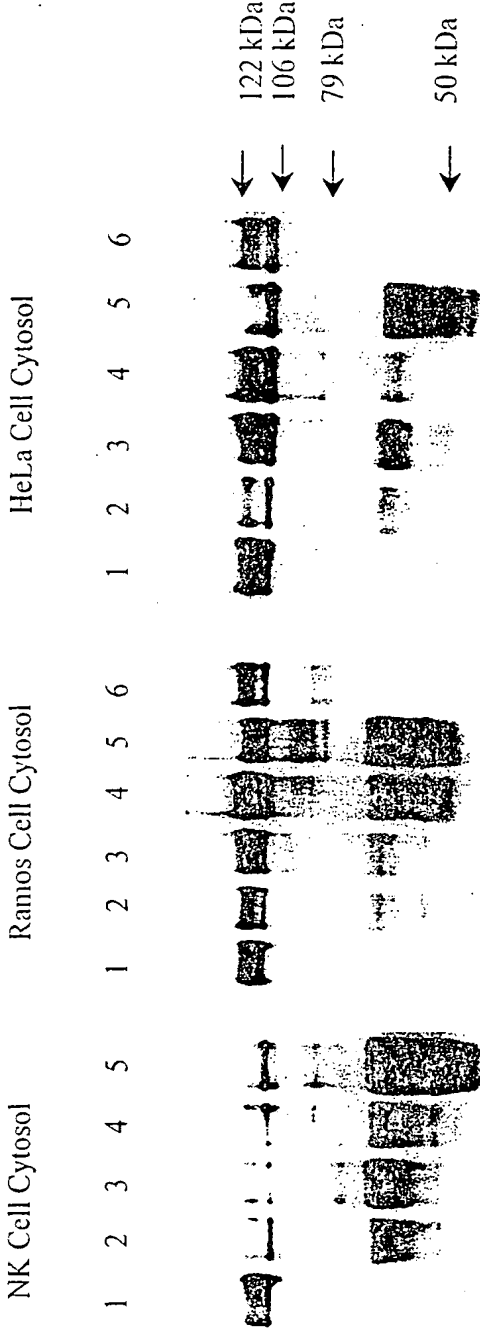 NK Cell Cytosol
1 2 3 4 5
Ramos Cell Cytosol
1 2 3 4 5 6
HeLa Cell Cytosol
1 2 3 4 5 6
122 kDa
106 kDa
79 kDa
50 kDa